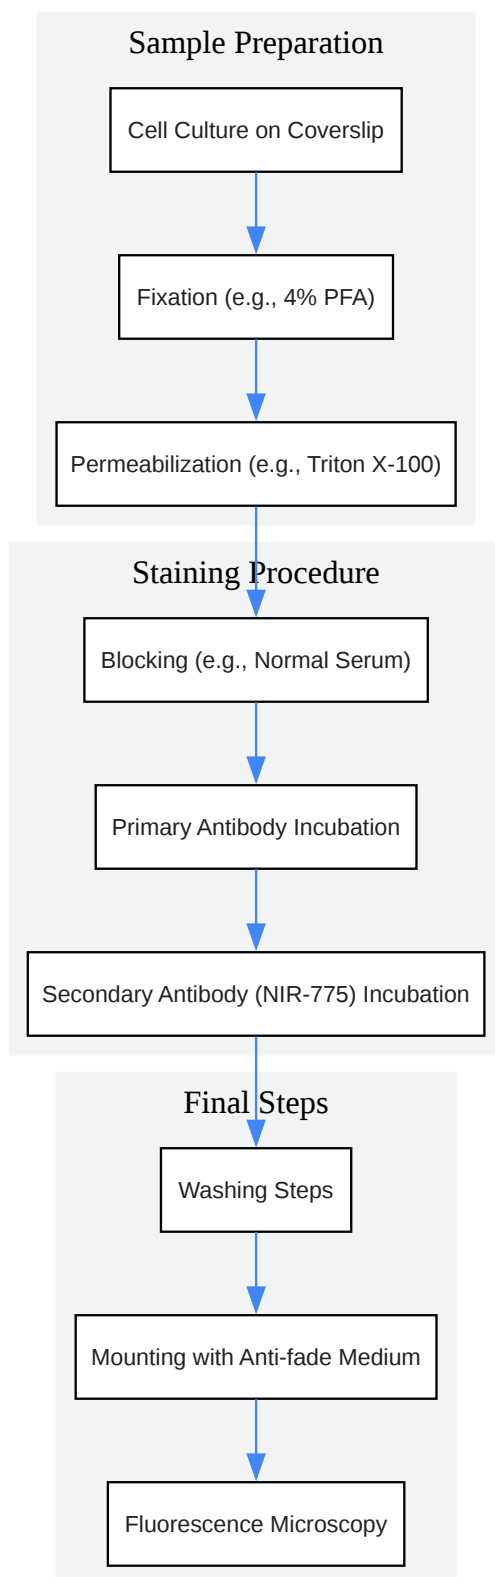 Sample Preparation
Cell Culture on Coverslip
Fixation (e.g., 4% PFA)
Permeabilization (e.g., Triton X-100)
Staining Procedure
Blocking (e.g., Normal Serum)
Primary Antibody Incubation
Secondary Antibody (NIR-775) Incubation
Final Steps
Washing Steps
Mounting with Anti-fade Medium
Fluorescence Microscopy